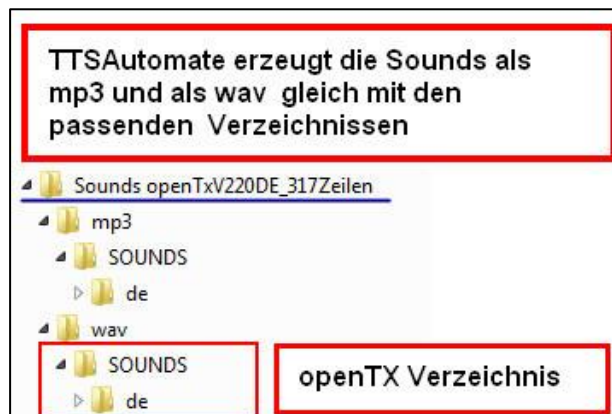 TTSAutomate erzeugt die Sounds als
mp3 und als wav gleich mit den
passenden Verzeichnissen
Sounds openTxV220DE_317Zeilen
mp3
SOUNDS
de
wav
SOUNDS
de
openTX Verzeichnis